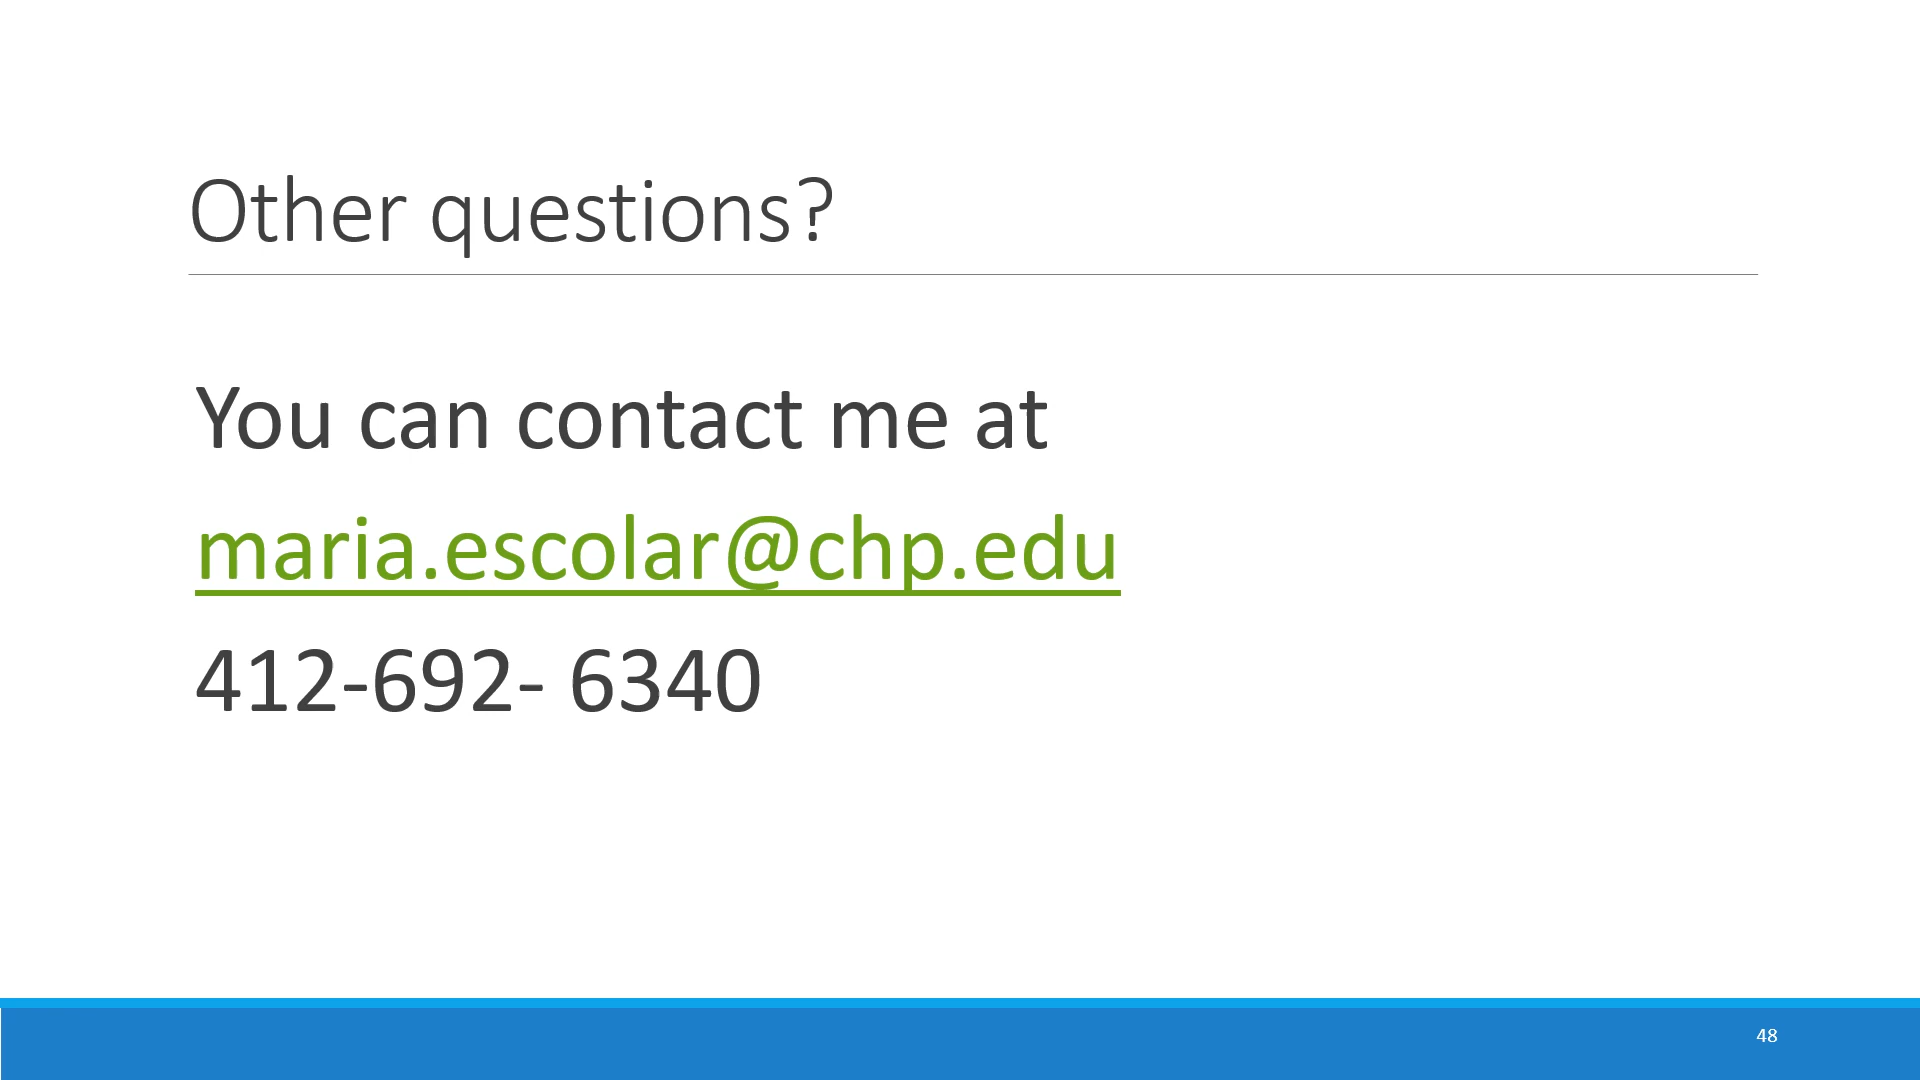 Other questions?
You can contact me at
maria.escolar@chp.edu
412-692- 6340
48